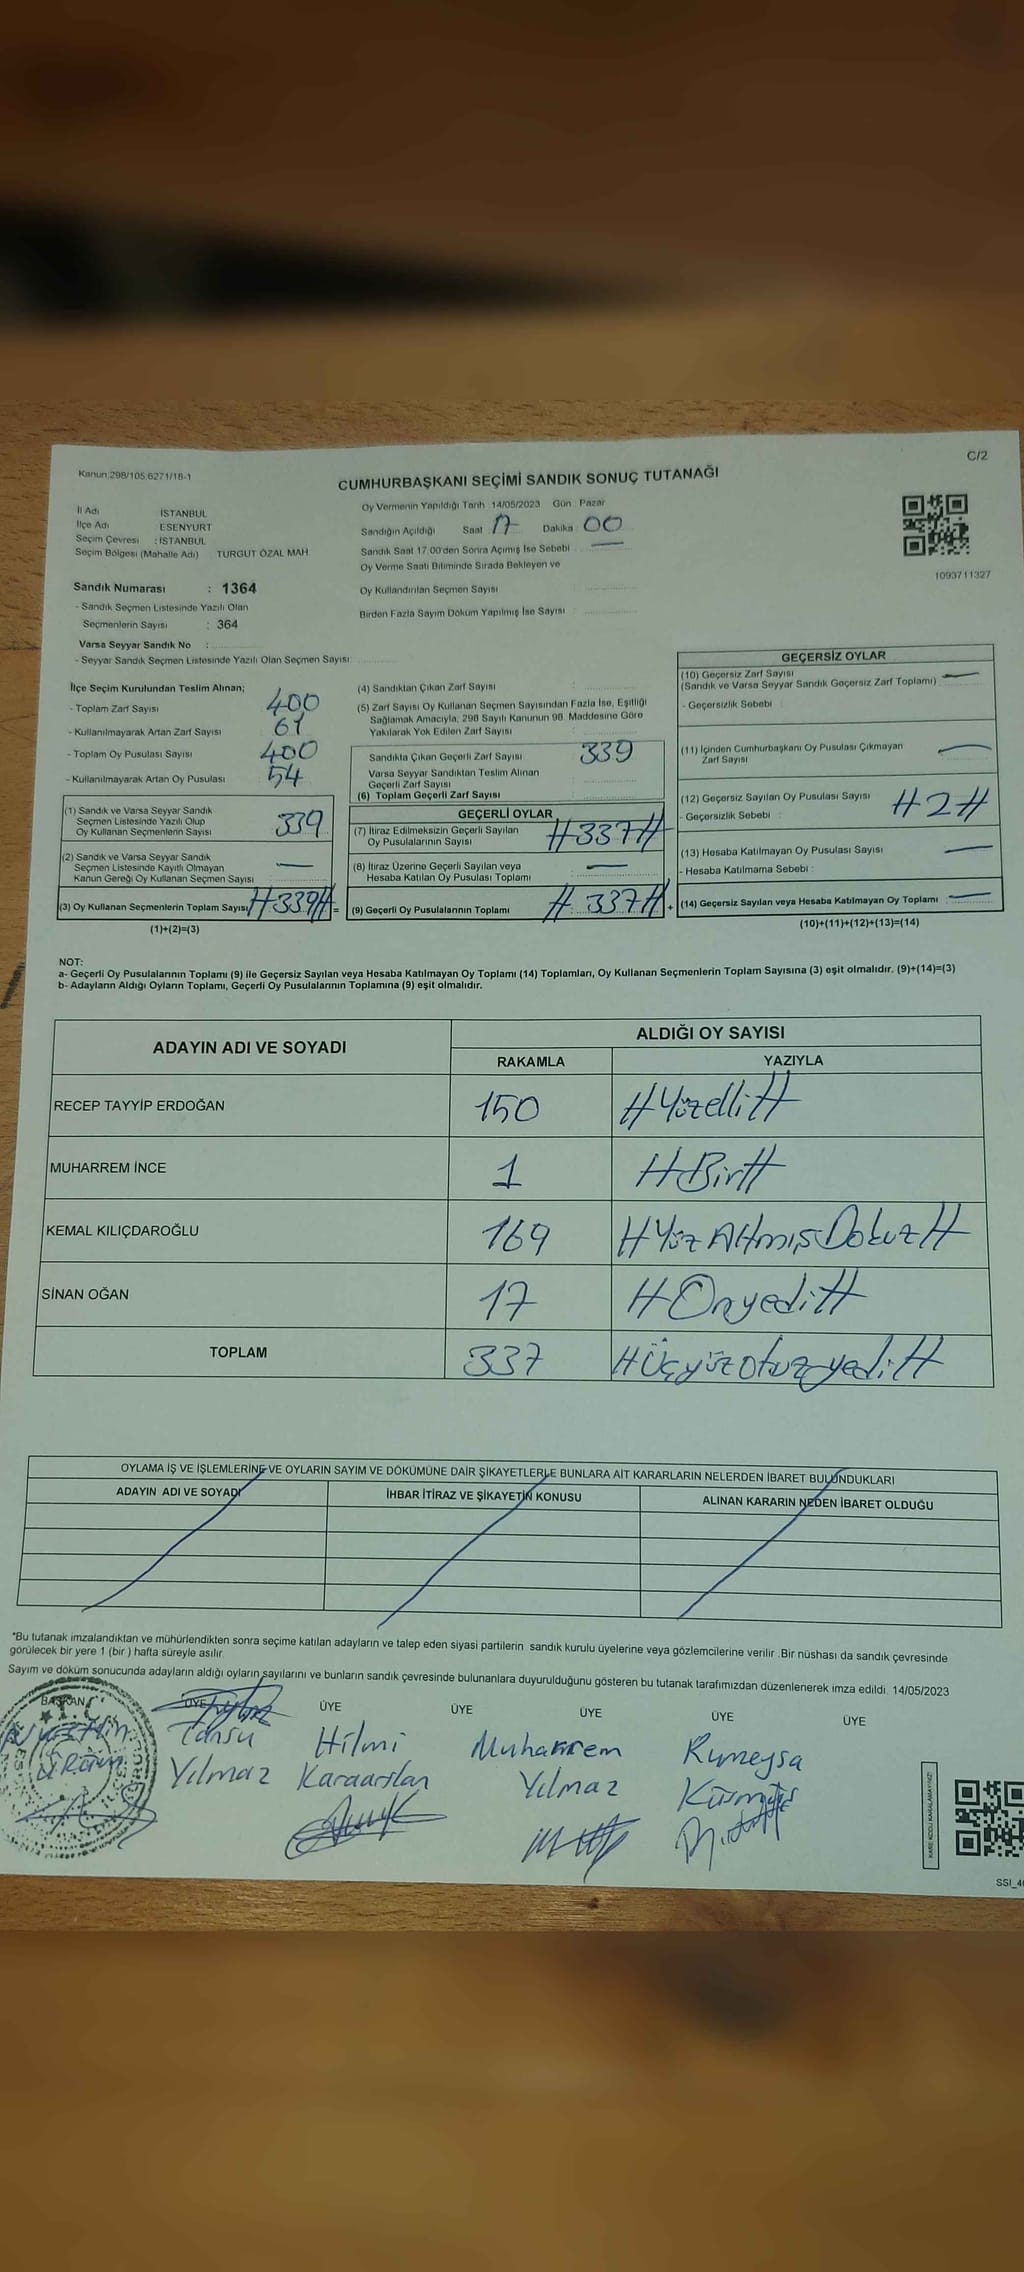 Kanun,298/105,6271/18-1
C/2
CUMHURBAŞKANI SEÇİMİ SANDIK SONUÇ TUTANAĞI
İl Adı İSTANBUL
İlçe Adı ESENYURT
Seçim Çevresi : İSTANBUL
Seçim Bölgesi (Mahalle Adı) : TURGUT ÖZAL MAH
Oy Vermenin Yapıldığı Tarih 14/05/2023 Gün : Pazar
Sandığın Açıldığı Saat 17 Dakika 00
Sandık Saat 17.00'den Sonra Açımış İse Sebebi —
Oy Verme Saati Bitiminde Sırada Bekleyen ve
Oy Kullandırılan Seçmen Sayısı
Birden Fazla Sayım Döküm Yapılmış İse Sayısı
1093711327
Sandık Numarası : 1364
- Sandık Seçmen Listesinde Yazılı Olan
Seçmenlerin Sayısı : 364
Varsa Seyyar Sandık No :
- Seyyar Sandık Seçmen Listesinde Yazılı Olan Seçmen Sayısı:
İlçe Seçim Kurulundan Teslim Alınan;
- Toplam Zarf Sayısı 400
- Kullanılmayarak Artan Zarf Sayısı 61
- Toplam Oy Pusulası Sayısı 400
- Kullanılmayarak Artan Oy Pusulası 54
(1) Sandık ve Varsa Seyyar Sandık
Seçmen Listesinde Yazılı Olup
Oy Kullanan Seçmenlerin Sayısı 339
(2) Sandık ve Varsa Seyyar Sandık
Seçmen Listesinde Kayıtlı Olmayan
Kanun Gereği Oy Kullanan Seçmen Sayısı —
(3) Oy Kullanan Seçmenlerin Toplam Sayısı #339# =
(1)+(2)=(3)
(4) Sandıktan Çıkan Zarf Sayısı :
(5) Zarf Sayısı Oy Kullanan Seçmen Sayısından Fazla İse, Eşitliği
Sağlamak Amacıyla, 298 Sayılı Kanunun 98. Maddesine Göre
Yakılarak Yok Edilen Zarf Sayısı :
Sandıkta Çıkan Geçerli Zarf Sayısı 339
Varsa Seyyar Sandıktan Teslim Alınan
Geçerli Zarf Sayısı
(6) Toplam Geçerli Zarf Sayısı
GEÇERLİ OYLAR
(7) İtiraz Edilmeksizin Geçerli Sayılan
Oy Pusulalarının Sayısı #337#
(8) İtiraz Üzerine Geçerli Sayılan veya
Hesaba Katılan Oy Pusulası Toplamı —
(9) Geçerli Oy Pusulalarının Toplamı #337# +
GEÇERSİZ OYLAR
(10) Geçersiz Zarf Sayısı —
(Sandık ve Varsa Seyyar Sandık Geçersiz Zarf Toplamı)
- Geçersizlik Sebebi :
(11) İçinden Cumhurbaşkanı Oy Pusulası Çıkmayan
Zarf Sayısı —
(12) Geçersiz Sayılan Oy Pusulası Sayısı #2#
- Geçersizlik Sebebi :
(13) Hesaba Katılmayan Oy Pusulası Sayısı —
- Hesaba Katılmama Sebebi :
(14) Geçersiz Sayılan veya Hesaba Katılmayan Oy Toplamı —
(10)+(11)+(12)+(13)=(14)
NOT:
a- Geçerli Oy Pusulalarının Toplamı (9) ile Geçersiz Sayılan veya Hesaba Katılmayan Oy Toplamı (14) Toplamları, Oy Kullanan Seçmenlerin Toplam Sayısına (3) eşit olmalıdır. (9)+(14)=(3)
b- Adayların Aldığı Oyların Toplamı, Geçerli Oy Pusulalarının Toplamına (9) eşit olmalıdır.
ADAYIN ADI VE SOYADI
ALDIĞI OY SAYISI
RAKAMLA YAZIYLA
RECEP TAYYİP ERDOĞAN 150 #Yüzelli#
MUHARREM İNCE 1 #Bir#
KEMAL KILIÇDAROĞLU 169 #Yüz Altmış Dokuz#
SİNAN OĞAN 17 #Onyedi#
TOPLAM 337 #Üçyüzotuzyedi#
OYLAMA İŞ VE İŞLEMLERİNE VE OYLARIN SAYIM VE DÖKÜMÜNE DAİR ŞİKAYETLERLE BUNLARA AİT KARARLARIN NELERDEN İBARET BULUNDUKLARI
ADAYIN ADI VE SOYADI İHBAR İTİRAZ VE ŞİKAYETİN KONUSU ALINAN KARARIN NEDEN İBARET OLDUĞU
*Bu tutanak imzalandıktan ve mühürlendikten sonra seçime katılan adayların ve talep eden siyasi partilerin sandık kurulu üyelerine veya gözlemcilerine verilir .Bir nüshası da sandık çevresinde
görülecek bir yere 1 (bir ) hafta süreyle asılır.
Sayım ve döküm sonucunda adayların aldığı oyların sayılarını ve bunların sandık çevresinde bulunanlara duyurulduğunu gösteren bu tutanak tarafımızdan düzenlenerek imza edildi. 14/05/2023
BAŞKAN ÜYE ÜYE ÜYE ÜYE ÜYE ÜYE
T.C.
Tansu Hilmi Muharrem Rumeysa
Yılmaz Karaarslan Yılmaz
KARE KODU KARALAMAYINIZ!